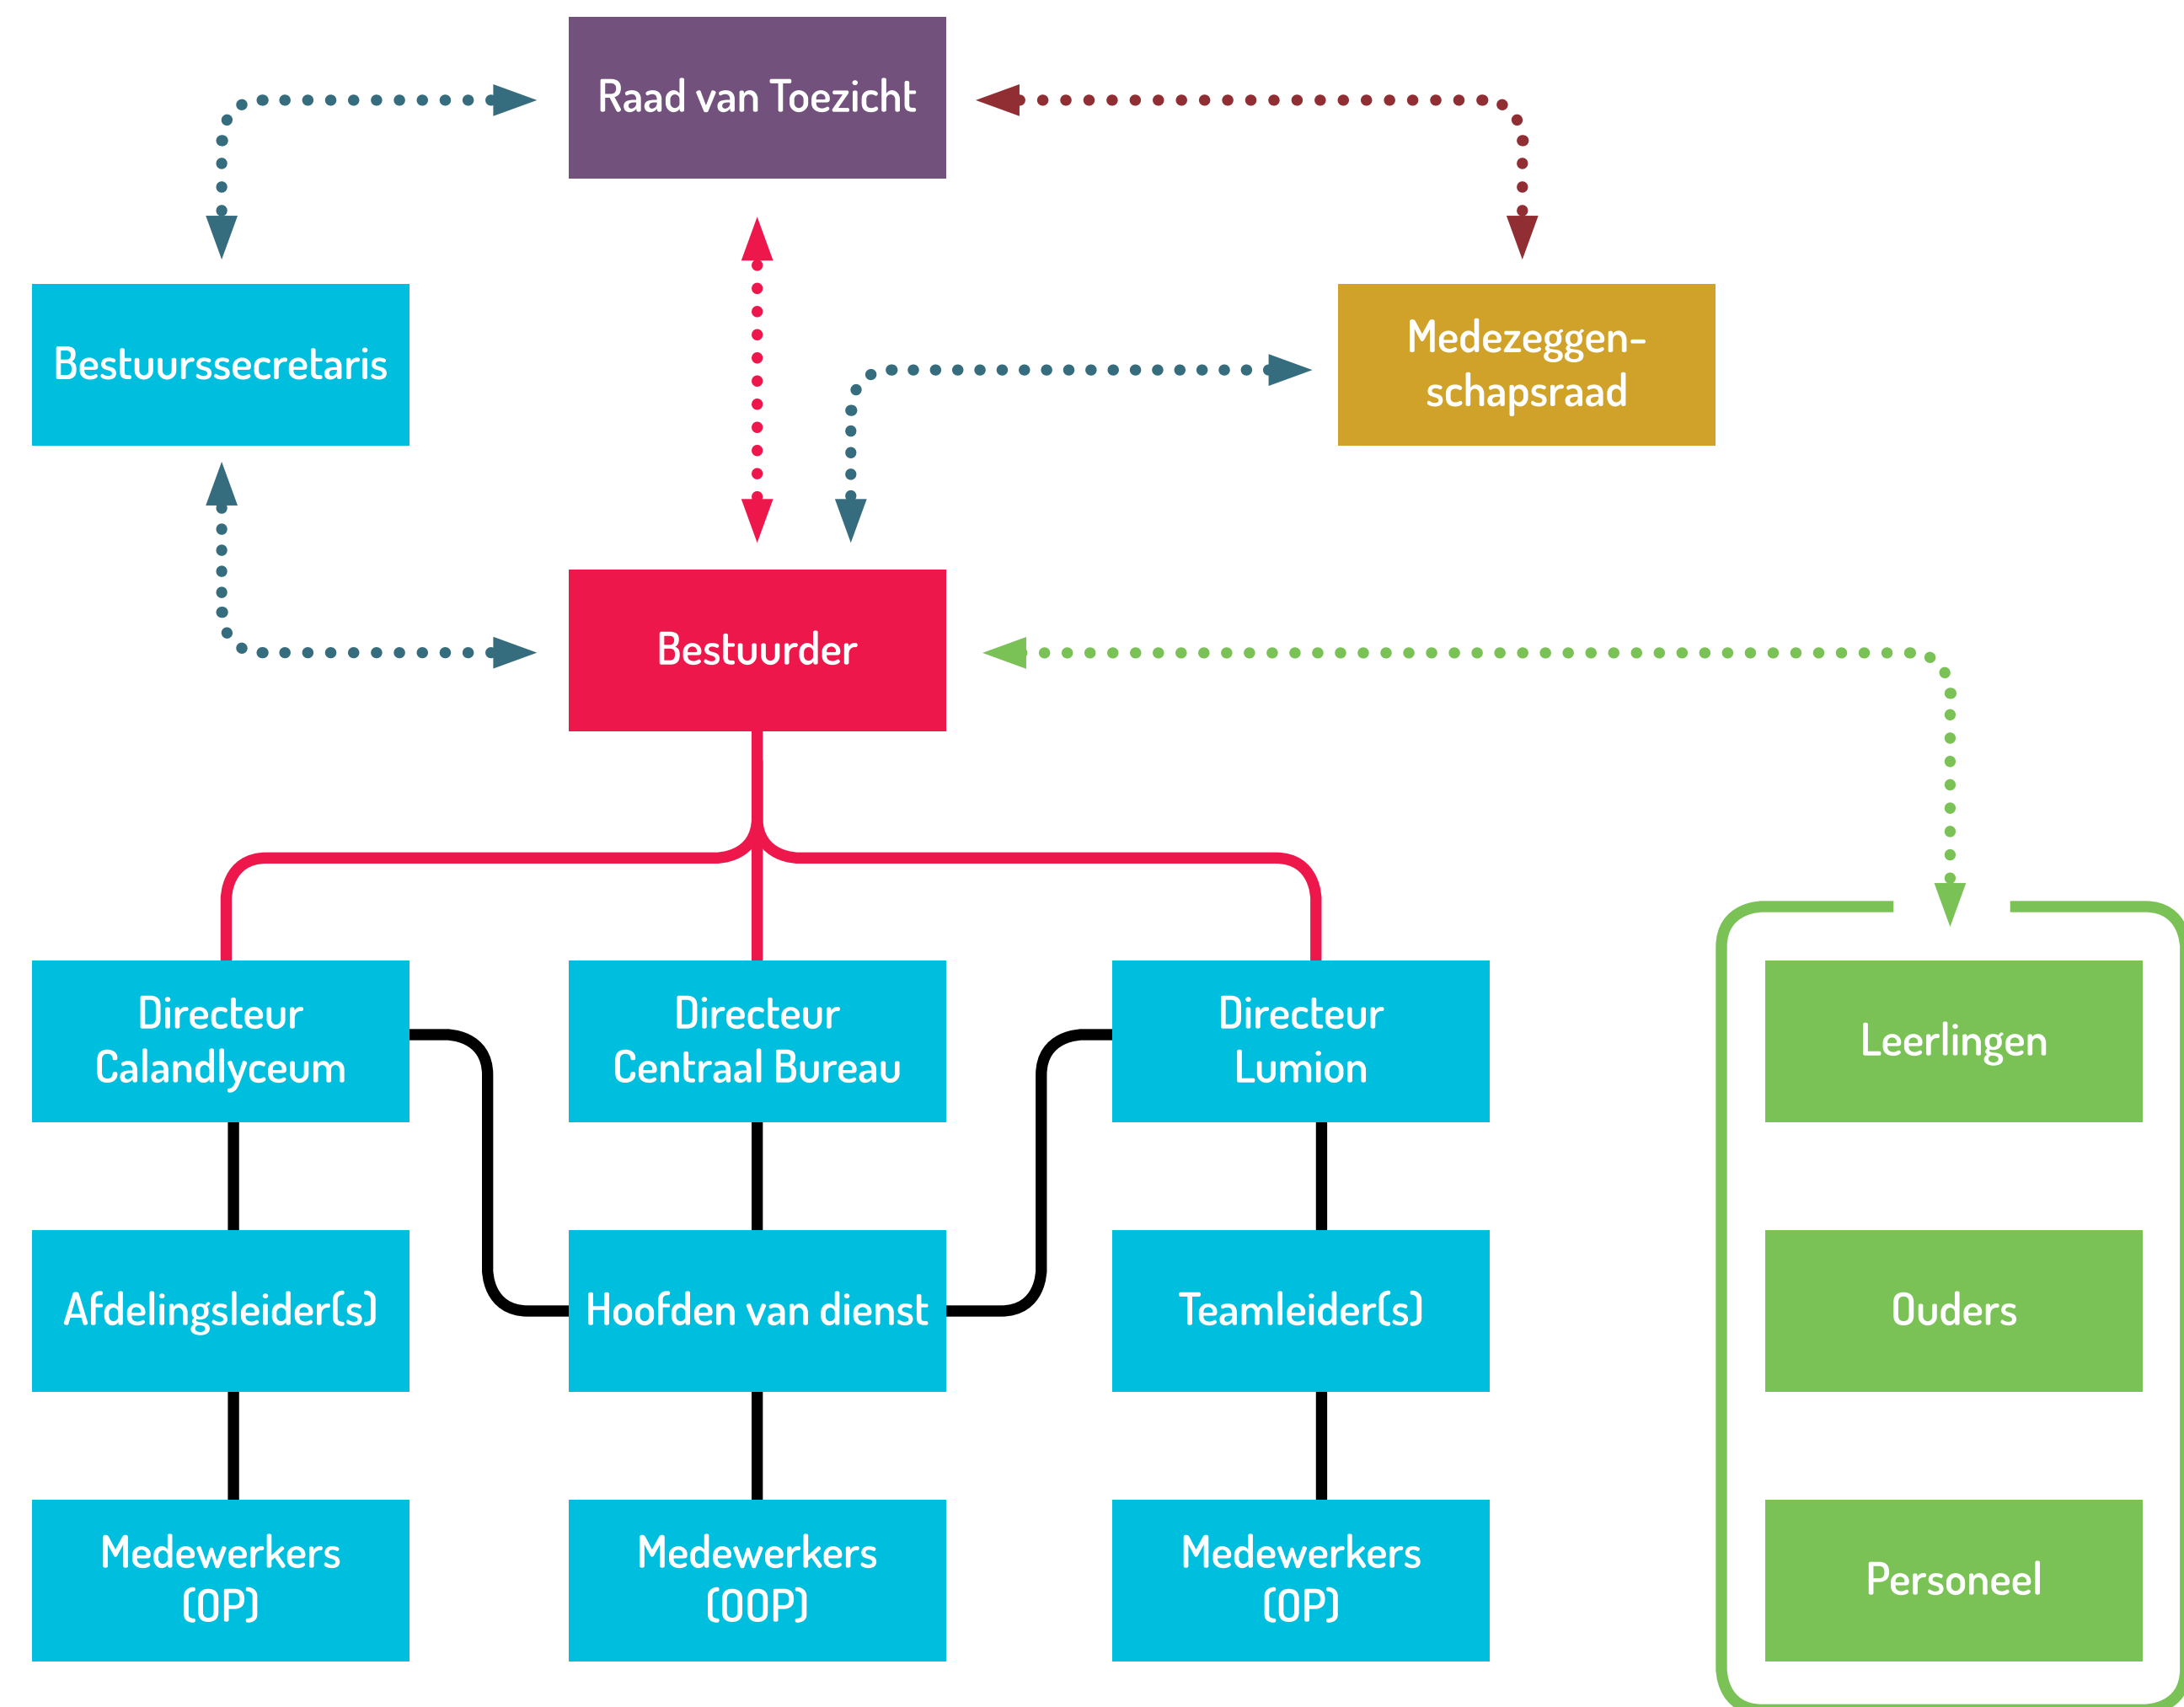 Raad van Toezicht
Bestuurssecretaris
Medezeggen-
schapsraad
Bestuurder
Directeur
Calandlyceum
Directeur
Centraal Bureau
Directeur
Lumion
Leerlingen
Afdelingsleider(s)
Hoofden van dienst
Teamleider(s)
Ouders
Medewerkers
(OP)
Medewerkers
(OOP)
Medewerkers
(OP)
Personeel